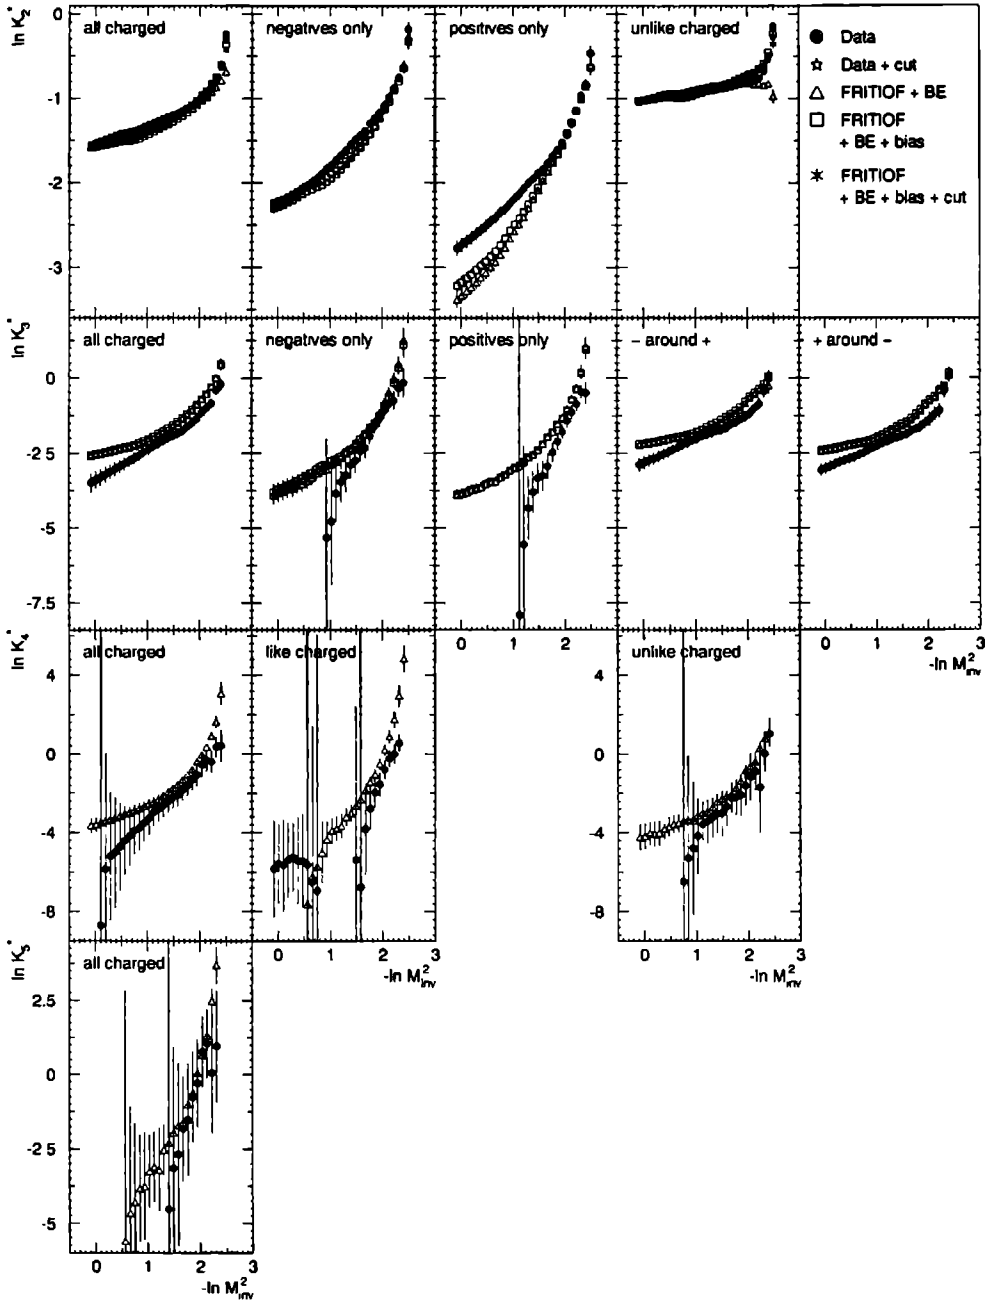 ln K₂*
0
-1
-2
-3
all charged
negatives only
positives only
unlike charged
Data
Data + cut
FRITIOF + BE
FRITIOF
+ BE + bias
FRITIOF
+ BE + bias + cut
ln K₃*
0
-2.5
-5
-7.5
all charged
negatives only
positives only
− around +
+ around −
0 1 2
0 1 2 3
-ln M²inv
ln K₄*
4
0
-4
-8
all charged
like charged
unlike charged
0 1 2 3
-ln M²inv
0 1 2 3
-ln M²inv
ln K₅*
2.5
0
-2.5
-5
all charged
0 1 2 3
-ln M²inv